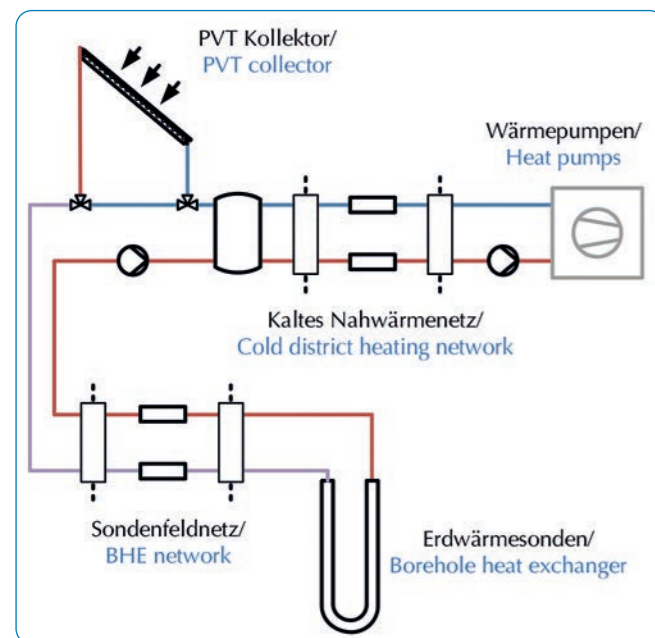 PVT Kollektor/
PVT collector
Wärmepumpen/
Heat pumps
Kaltes Nahwärmenetz/
Cold district heating network
Sondenfeldnetz/
BHE network
Erdwärmesonden/
Borehole heat exchanger